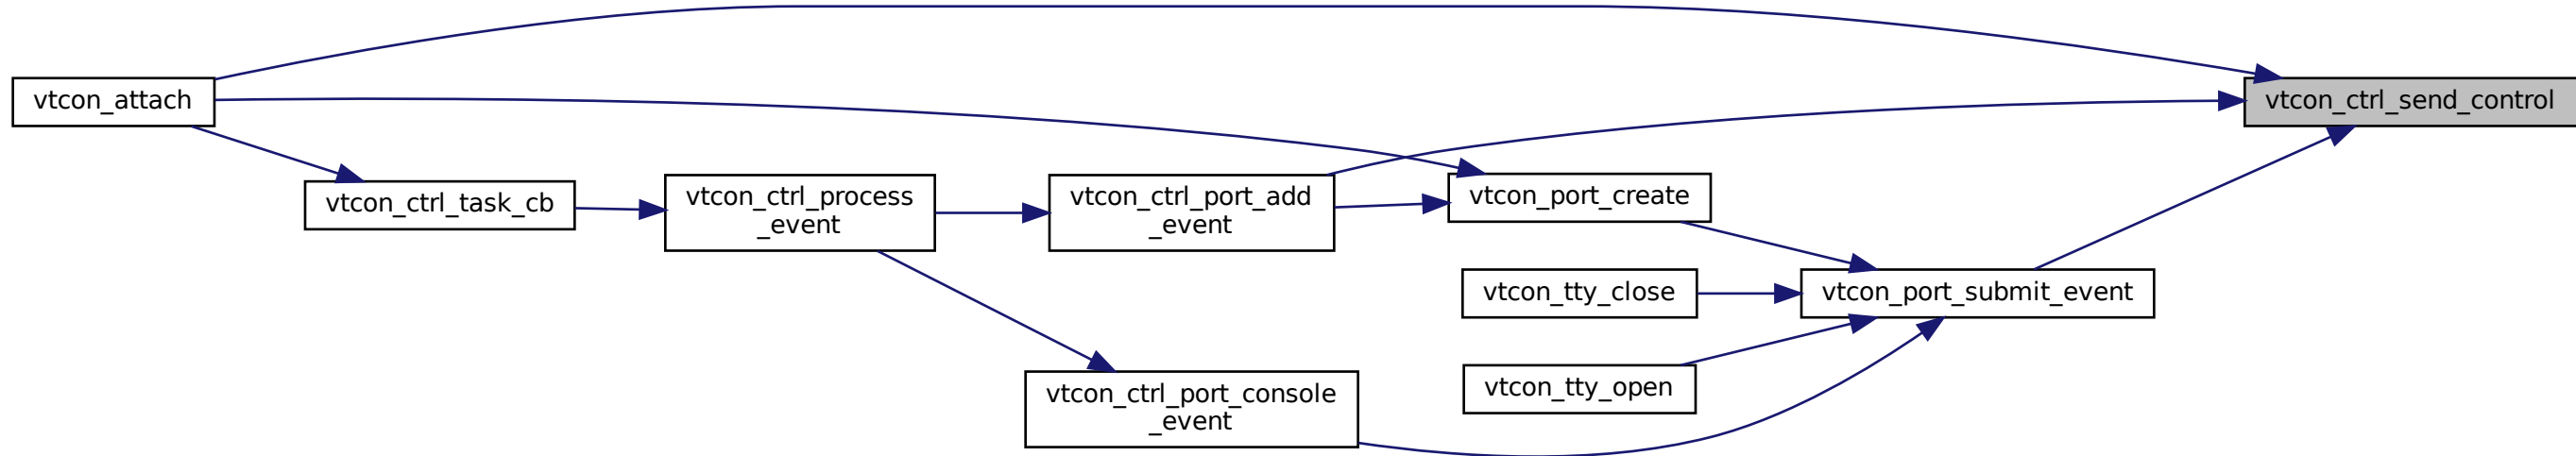 vtcon_attach
vtcon_ctrl_send_control
vtcon_ctrl_task_cb
vtcon_ctrl_process
_event
vtcon_ctrl_port_add
_event
vtcon_port_create
vtcon_tty_close
vtcon_port_submit_event
vtcon_tty_open
vtcon_ctrl_port_console
_event